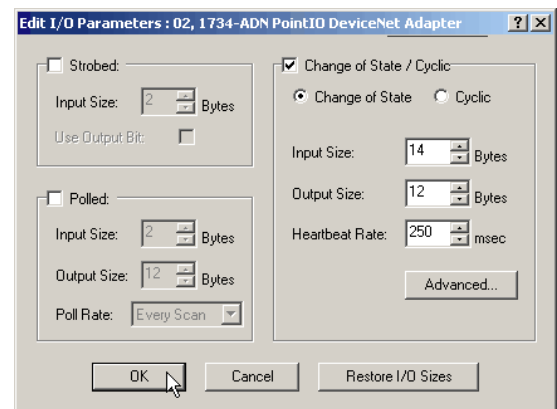 Edit I/O Parameters : 02, 1734-ADN PointIO DeviceNet Adapter
Strobed:
Input Size: 2 Bytes
Use Output Bit:
Polled:
Input Size: 2 Bytes
Output Size: 12 Bytes
Poll Rate: Every Scan
Change of State / Cyclic
Change of State Cyclic
Input Size: 14 Bytes
Output Size: 12 Bytes
Heartbeat Rate: 250 msec
Advanced...
OK Cancel Restore I/O Sizes